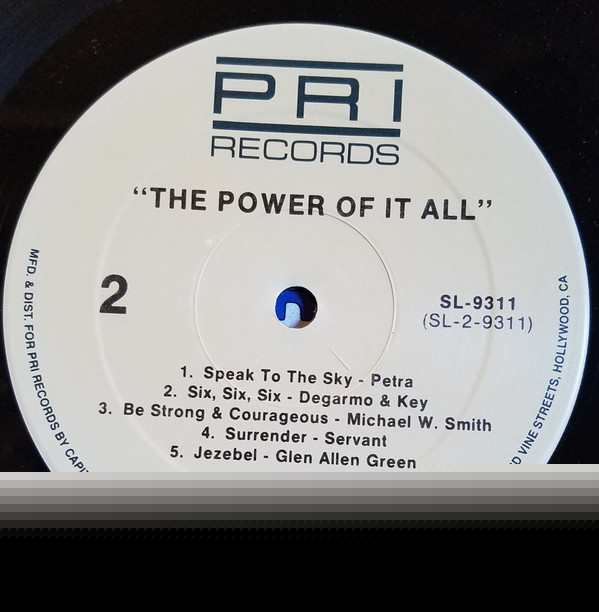 PRI
RECORDS
“THE POWER OF IT ALL”
2
SL-9311
(SL-2-9311)
1. Speak To The Sky - Petra
2. Six, Six, Six - Degarmo & Key
3. Be Strong & Courageous - Michael W. Smith
4. Surrender - Servant
5. Jezebel - Glen Allen Green
MFD. & DIST. FOR PRI RECORDS BY
VINE STREETS, HOLLYWOOD, CA